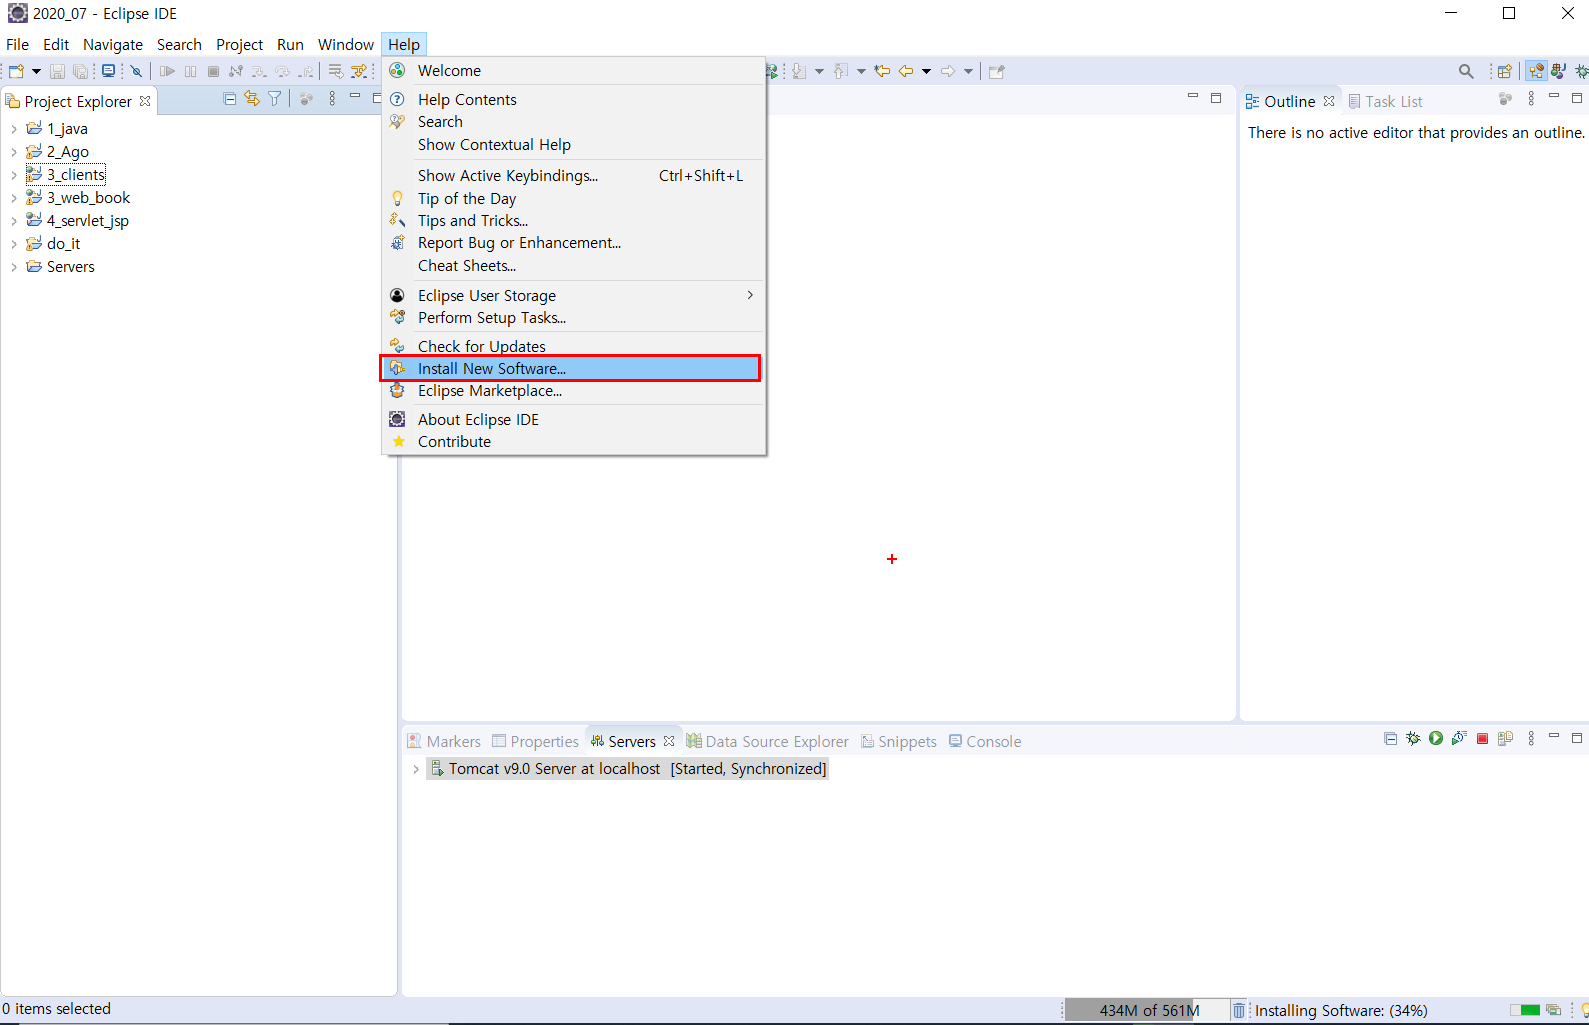 2020_07 - Eclipse IDE
File Edit Navigate Search Project Run Window Help
Project Explorer
1_java
2_Ago
3_clients
3_web_book
4_servlet_jsp
do_it
Servers
Welcome
Help Contents
Search
Show Contextual Help
Show Active Keybindings... Ctrl+Shift+L
Tip of the Day
Tips and Tricks...
Report Bug or Enhancement...
Cheat Sheets...
Eclipse User Storage
Perform Setup Tasks...
Check for Updates
Install New Software...
Eclipse Marketplace...
About Eclipse IDE
Contribute
Outline Task List
There is no active editor that provides an outline.
Markers Properties Servers Data Source Explorer Snippets Console
Tomcat v9.0 Server at localhost [Started, Synchronized]
0 items selected
434M of 561M
Installing Software: (34%)